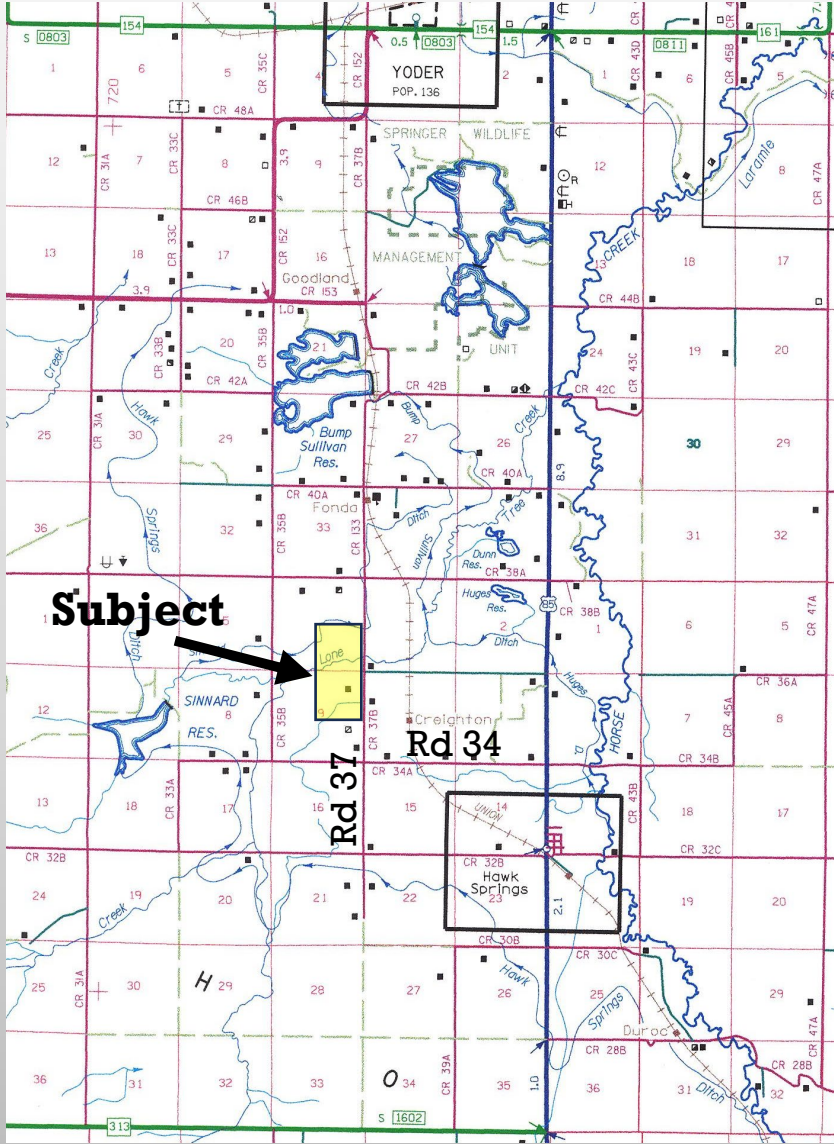 154
154
161
S 0803
0.5 0803
1.5
0811
1
6
5
CR 35C
4
CR 152
YODER
POP. 136
2
1
CR 43D
6
CR 45B
5
720
CR 48A
SPRINGER WILDLIFE
12
CR 31A
7
CR 33C
8
3.9
9
CR 37B
12
R
H
Laramie
8
CR 47A
CR 46B
13
18
CR 33C
17
CR 152
16
MANAGEMENT
13
CREEK
18
17
3.9
Goodland
CR 153
CR 44B
1.0
Creek
CR 33B
20
CR 35B
21
UNIT
24
CR 43C
19
20
CR 42A
CR 42B
CR 42C
25
CR 31A
Hawk
30
29
Bump
Sullivan
Res.
Bump
27
26
Creek
30
29
CR 40A
8.9
CR 40A
Fonda
36
Springs
32
CR 35B
33
CR 133
Ditch
Sullivan
Tree
Dunn
Res.
31
32
CR 38A
85
CR 38B
CR 47A
Subject
Ditch
Lone
Huges
Res.
2
Ditch
1
6
5
Huges
CR 36A
12
SINNARD
RES.
8
CR 35B
9
CR 37B
Creighton
HORSE
7
8
CR 45A
Rd 34
Rd 37
D.
CR 34B
CR 34A
13
18
CR 33A
17
16
15
UNION
14
CR 43B
18
17
CR 32B
CR 32B
CR 32C
24
19
20
21
22
Hawk
Springs
23
2.1
19
20
Creek
CR 30B
CR 30C
25
CR 31A
30
H
29
28
27
26
Hawk
25
Springs
Duroc
29
CR 47A
CR 28B
CR 28B
36
31
32
33
O
34
CR 39A
35
1.0
36
31
Ditch
32
313
S 1602